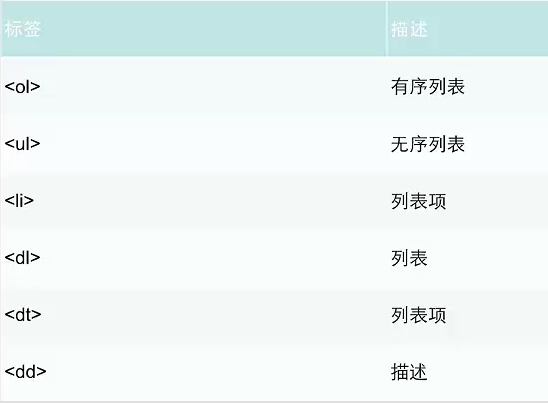 标签 描述
<ol> 有序列表
<ul> 无序列表
<li> 列表项
<dl> 列表
<dt> 列表项
<dd> 描述